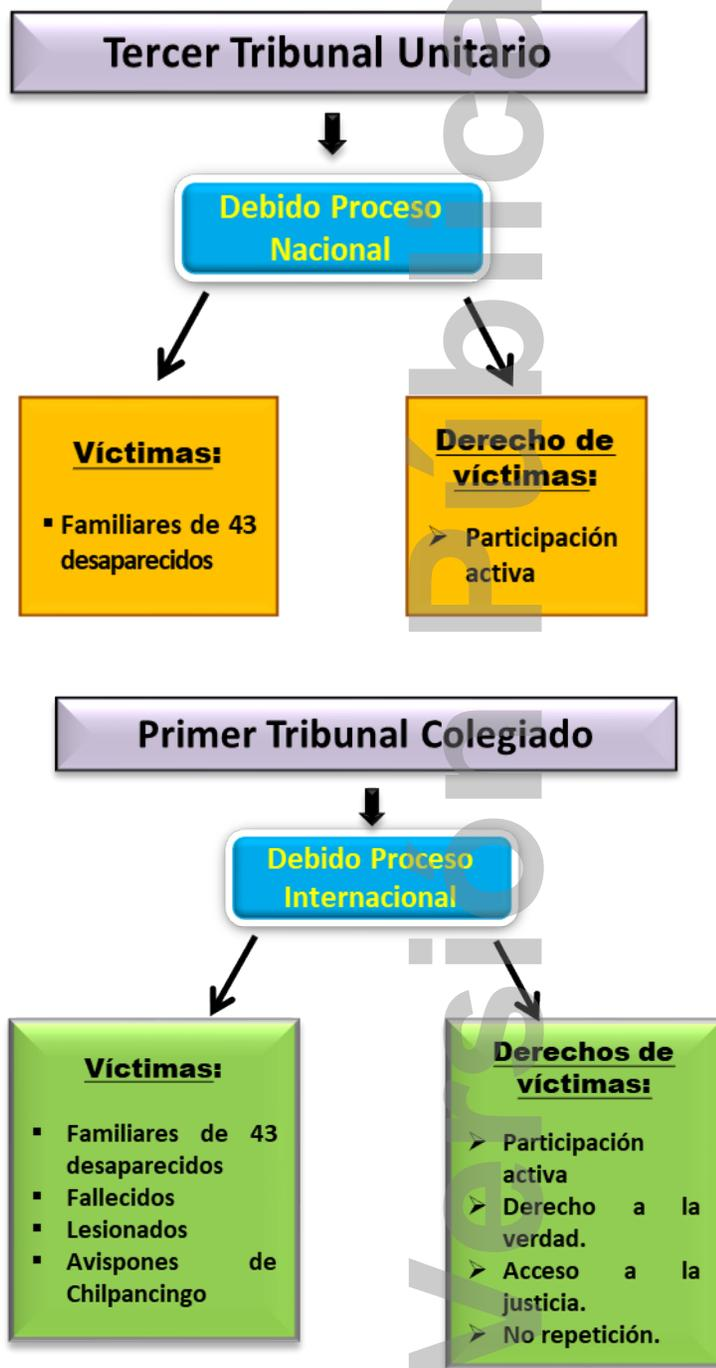 Tercer Tribunal Unitario
Debido Proceso
Nacional
Víctimas:
▪ Familiares de 43
desaparecidos
Derecho de
víctimas:
➢ Participación
activa
Primer Tribunal Colegiado
Debido Proceso
Internacional
Víctimas:
▪ Familiares de 43
desaparecidos
▪ Fallecidos
▪ Lesionados
▪ Avispones de
Chilpancingo
Derechos de
víctimas:
➢ Participación
activa
➢ Derecho a la
verdad.
➢ Acceso a la
justicia.
➢ No repetición.
Versión Pública